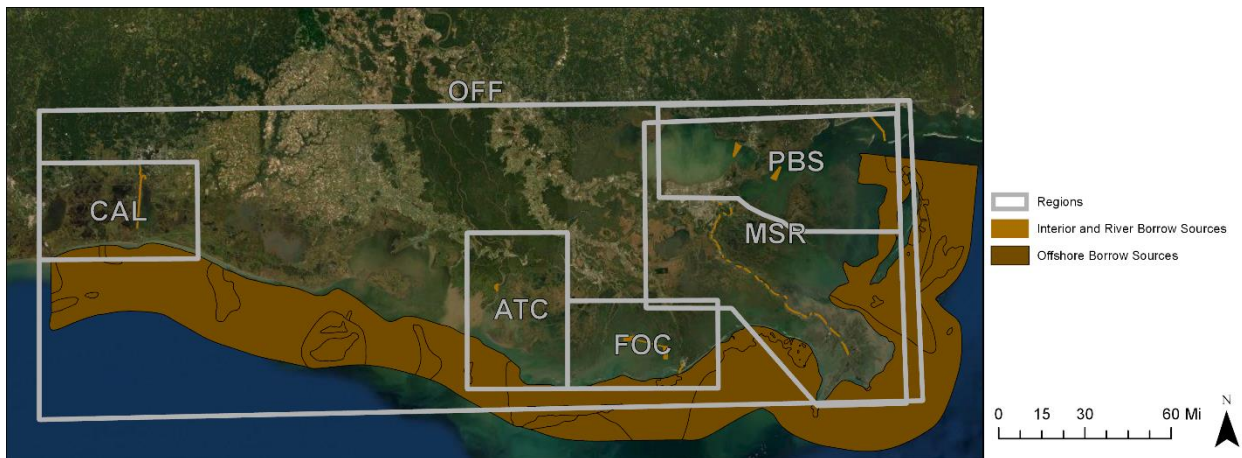 OFF
PBS
CAL
MSR
ATC
FOC
Regions
Interior and River Borrow Sources
Offshore Borrow Sources
N
0 15 30 60 Mi